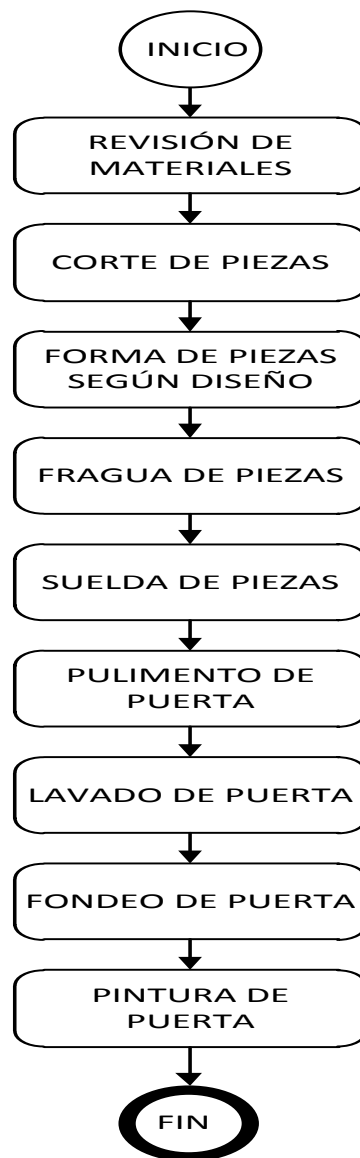 INICIO
REVISIÓN DE
MATERIALES
CORTE DE PIEZAS
FORMA DE PIEZAS
SEGÚN DISEÑO
FRAGUA DE PIEZAS
SUELDA DE PIEZAS
PULIMENTO DE
PUERTA
LAVADO DE PUERTA
FONDEO DE PUERTA
PINTURA DE
PUERTA
FIN